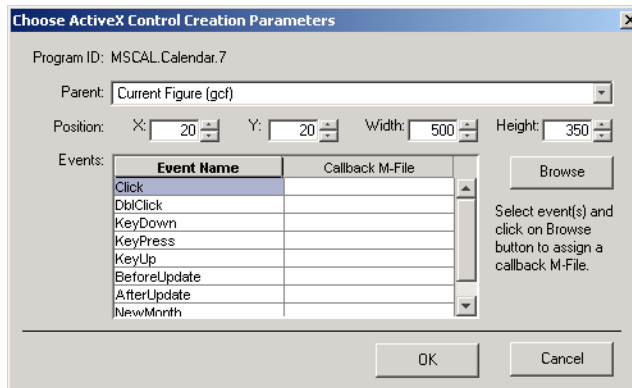 Choose ActiveX Control Creation Parameters
Program ID: MSCAL.Calendar.7
Parent: Current Figure (gcf)
Position: X: 20 Y: 20 Width: 500 Height: 350
Events: Event Name Callback M-File Browse
Click
DblClick
KeyDown
KeyPress
KeyUp
BeforeUpdate
AfterUpdate
NewMonth
Select event(s) and
click on Browse
button to assign a
callback M-File.
OK Cancel